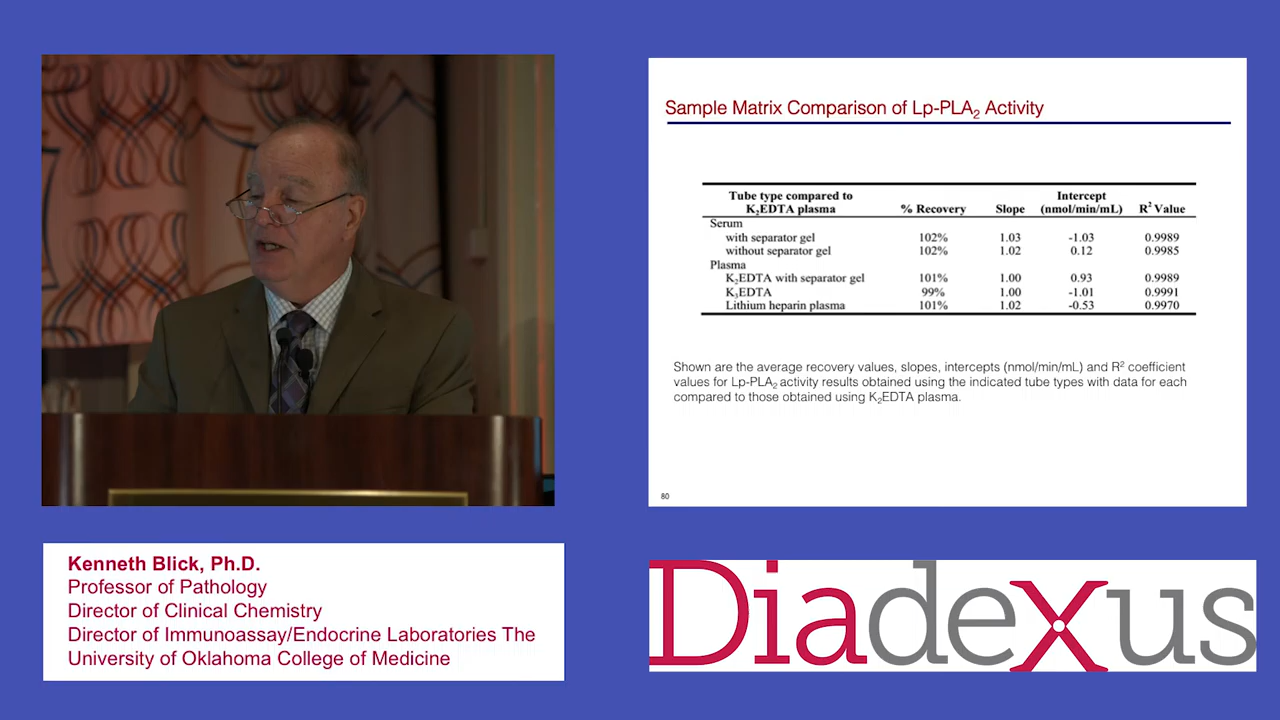 Sample Matrix Comparison of Lp-PLA2 Activity
Tube type compared to K2EDTA plasma % Recovery Slope Intercept (nmol/min/mL) R2 Value
Serum
with separator gel 102% 1.03 -1.03 0.9989
without separator gel 102% 1.02 0.12 0.9985
Plasma
K2EDTA with separator gel 101% 1.00 0.93 0.9989
K3EDTA 99% 1.00 -1.01 0.9991
Lithium heparin plasma 101% 1.02 -0.53 0.9970
Shown are the average recovery values, slopes, intercepts (nmol/min/mL) and R2 coefficient
values for Lp-PLA2 activity results obtained using the indicated tube types with data for each
compared to those obtained using K2EDTA plasma.
80
Kenneth Blick, Ph.D.
Professor of Pathology
Director of Clinical Chemistry
Director of Immunoassay/Endocrine Laboratories The
University of Oklahoma College of Medicine
Diadexus